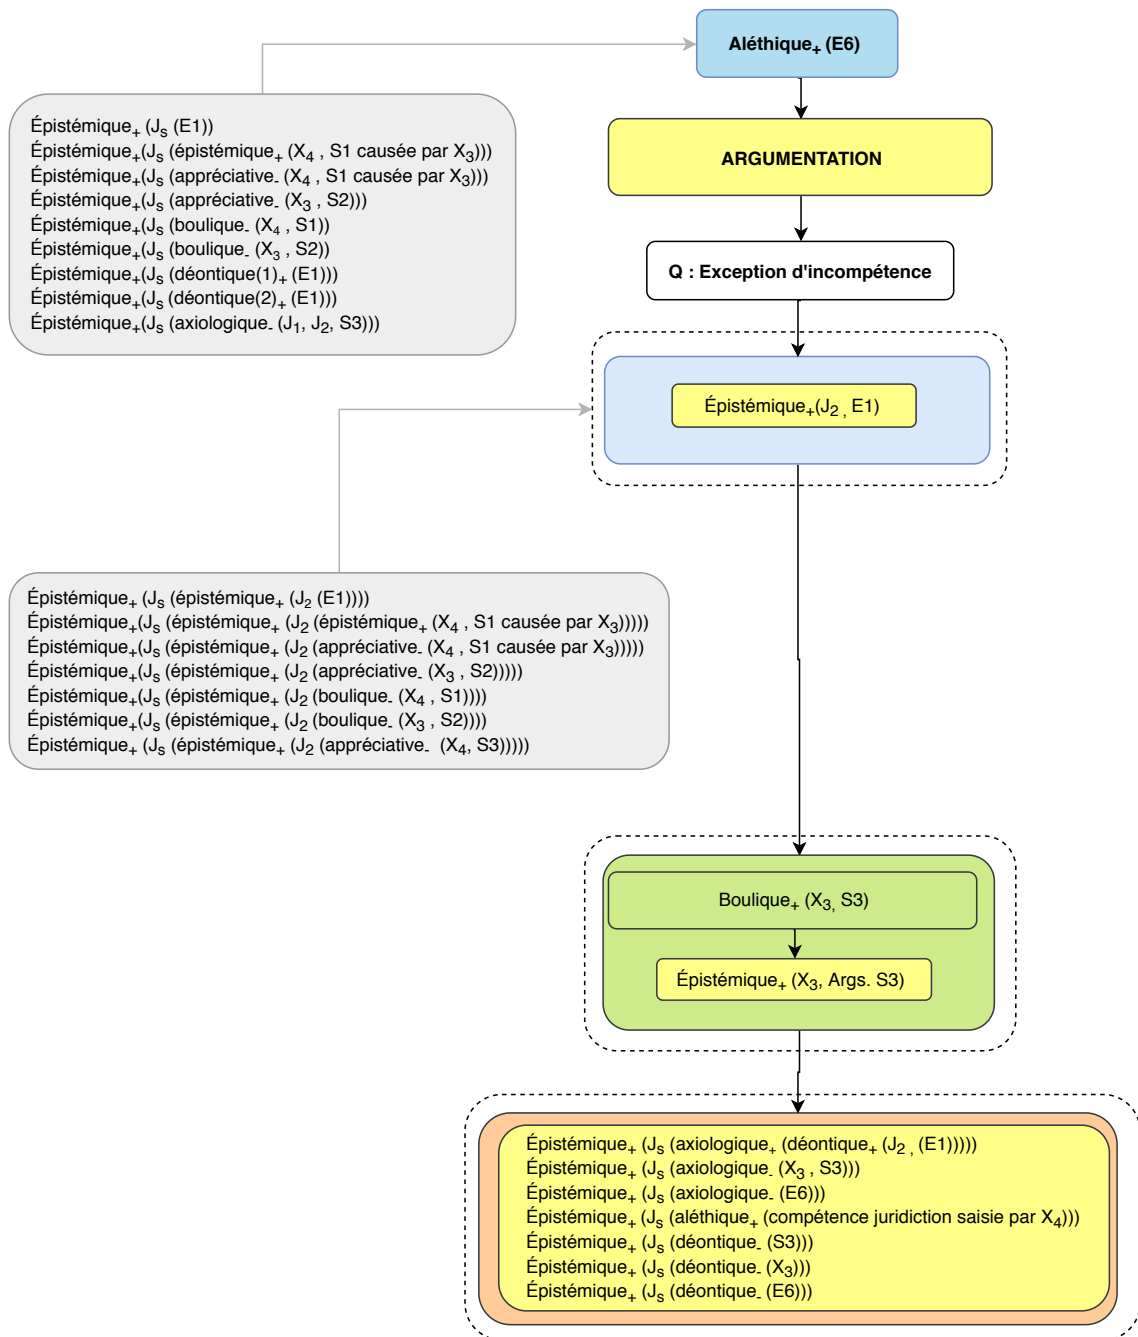 Aléthique₊ (E6)
Épistémique₊ (Jₛ (E1))
Épistémique₊(Jₛ (épistémique₊ (X₄ , S1 causée par X₃)))
Épistémique₊(Jₛ (appréciative₋ (X₄ , S1 causée par X₃)))
Épistémique₊(Jₛ (appréciative₋ (X₃ , S2)))
Épistémique₊(Jₛ (boulique₋ (X₄ , S1))
Épistémique₊(Jₛ (boulique₋ (X₃ , S2))
Épistémique₊(Jₛ (déontique(1)₊ (E1)))
Épistémique₊(Jₛ (déontique(2)₊ (E1)))
Épistémique₊(Jₛ (axiologique₋ (J₁, J₂, S3)))
ARGUMENTATION
Q : Exception d'incompétence
Épistémique₊(J₂ , E1)
Épistémique₊ (Jₛ (épistémique₊ (J₂ (E1))))
Épistémique₊(Jₛ (épistémique₊ (J₂ (épistémique₊ (X₄ , S1 causée par X₃)))))
Épistémique₊(Jₛ (épistémique₊ (J₂ (appréciative₋ (X₄ , S1 causée par X₃)))))
Épistémique₊(Jₛ (épistémique₊ (J₂ (appréciative₋ (X₃ , S2)))))
Épistémique₊(Jₛ (épistémique₊ (J₂ (boulique₋ (X₄ , S1))))
Épistémique₊(Jₛ (épistémique₊ (J₂ (boulique₋ (X₃ , S2))))
Épistémique₊ (Jₛ (épistémique₊ (J₂ (appréciative₋ (X₄, S3)))))
Boulique₊ (X₃, S3)
Épistémique₊ (X₃, Args. S3)
Épistémique₊ (Jₛ (axiologique₊ (déontique₊ (J₂ , (E1)))))
Épistémique₊ (Jₛ (axiologique₋ (X₃ , S3)))
Épistémique₊ (Jₛ (axiologique₋ (E6)))
Épistémique₊ (Jₛ (aléthique₊ (compétence juridiction saisie par X₄)))
Épistémique₊ (Jₛ (déontique₋ (S3)))
Épistémique₊ (Jₛ (déontique₋ (X₃)))
Épistémique₊ (Jₛ (déontique₋ (E6)))